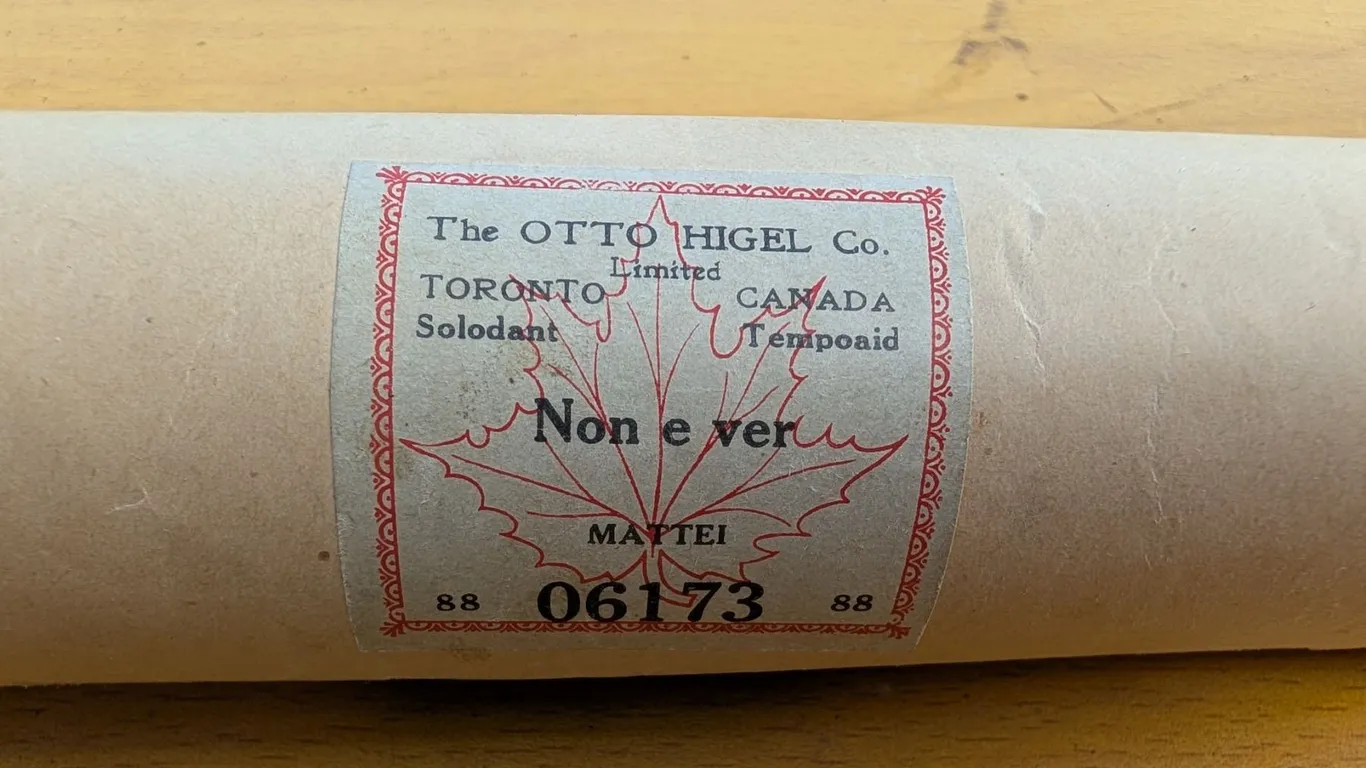 The OTTO HIGEL Co.
Limited
TORONTO CANADA
Solodant Tempoaid
Non e ver
MATTEI
88 06173 88